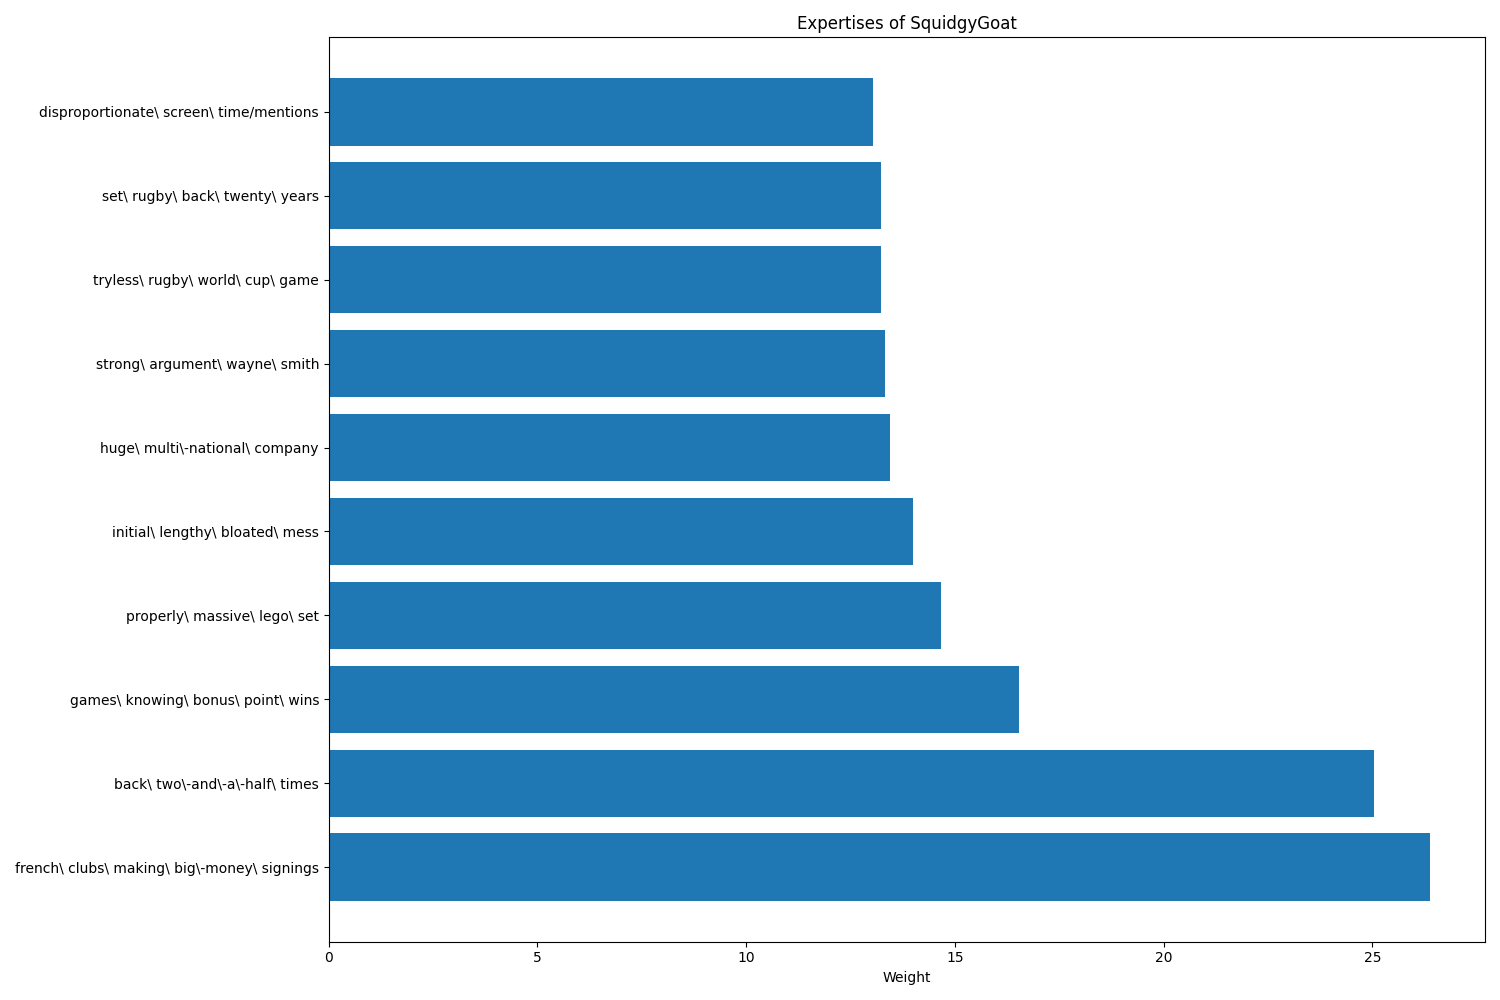 Expertises of SquidgyGoat
disproportionate\ screen\ time/mentions
set\ rugby\ back\ twenty\ years
tryless\ rugby\ world\ cup\ game
strong\ argument\ wayne\ smith
huge\ multi\-national\ company
initial\ lengthy\ bloated\ mess
properly\ massive\ lego\ set
games\ knowing\ bonus\ point\ wins
back\ two\-and\-a\-half\ times
french\ clubs\ making\ big\-money\ signings
0 5 10 15 20 25
Weight